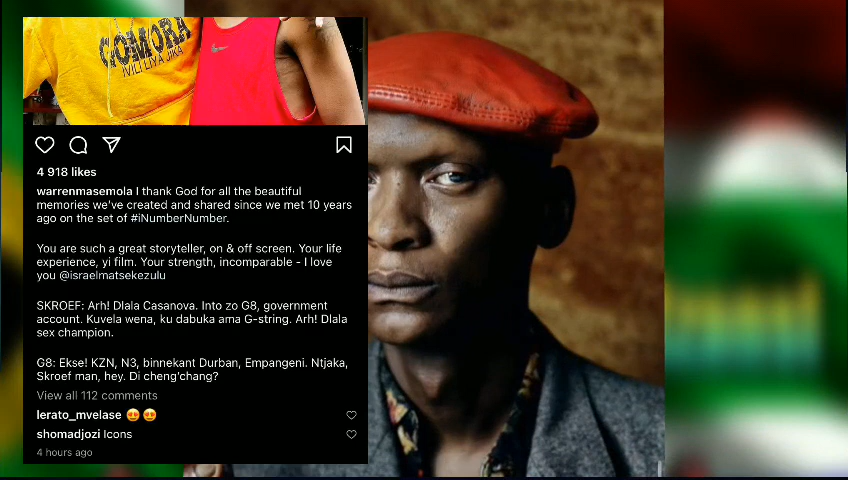 GOMORA
IVILI LIYA JIKA
4 918 likes
warrenmasemola I thank God for all the beautiful
memories we've created and shared since we met 10 years
ago on the set of #iNumberNumber.
You are such a great storyteller, on & off screen. Your life
experience, yi film. Your strength, incomparable - I love
you @israelmatsekezulu
SKROEF: Arh! Dlala Casanova. Into zo G8, government
account. Kuvela wena, ku dabuka ama G-string. Arh! Dlala
sex champion.
G8: Ekse! KZN, N3, binnekant Durban, Empangeni. Ntjaka,
Skroef man, hey. Di cheng'chang?
View all 112 comments
lerato_mvelase 😍 😍
shomadjozi Icons
4 hours ago